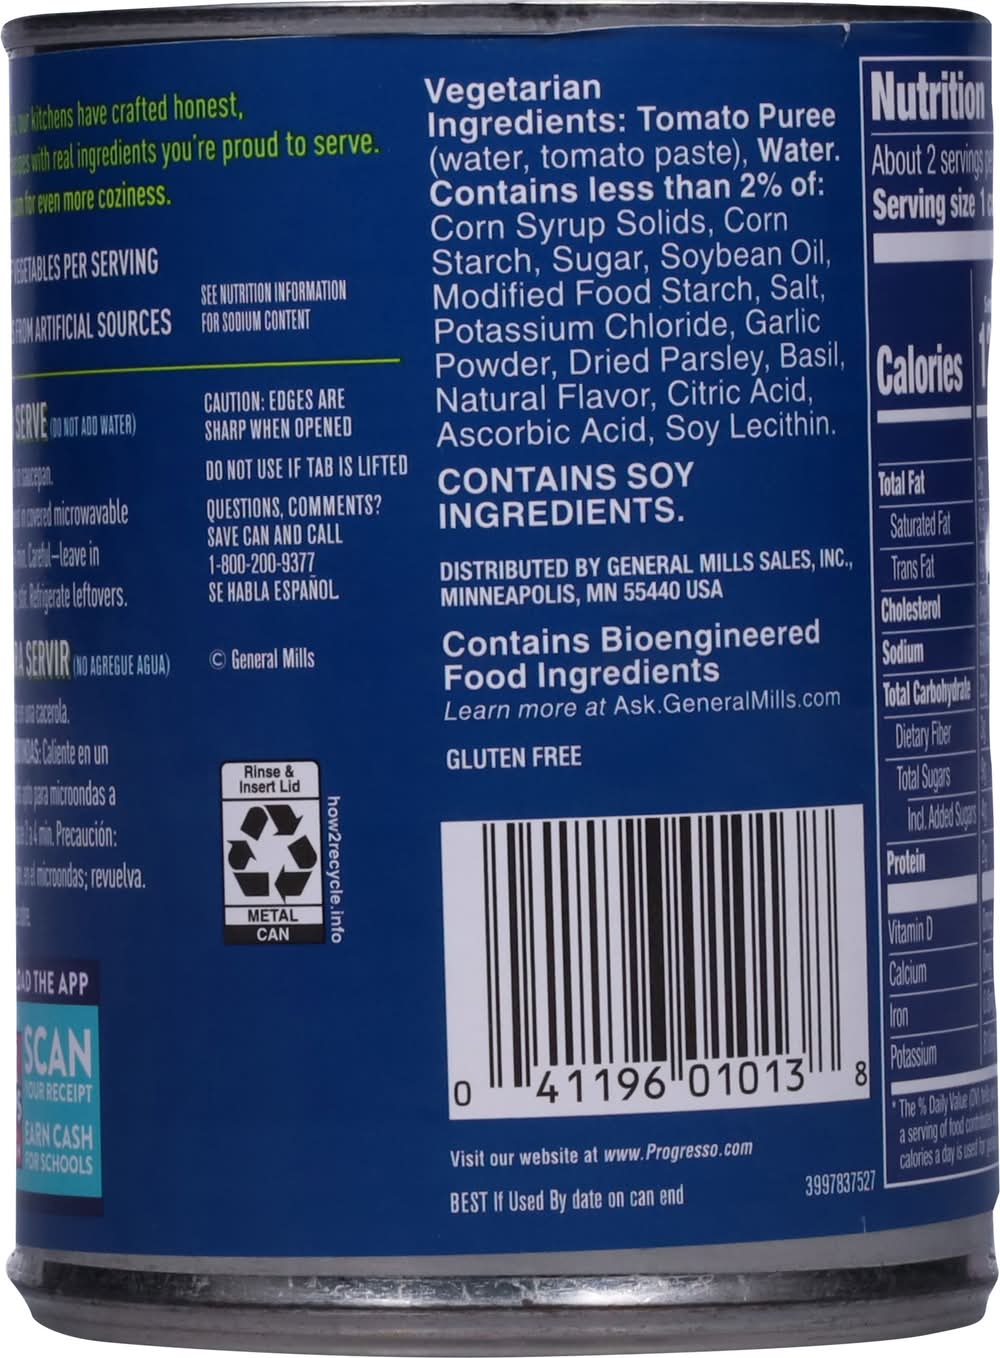 kitchens have crafted honest,
with real ingredients you're proud to serve.
for even more coziness.
VEGETABLES PER SERVING
FROM ARTIFICIAL SOURCES
SEE NUTRITION INFORMATION
FOR SODIUM CONTENT
SERVE (DO NOT ADD WATER)
saucepan.
in covered microwavable
min. Careful—leave in
Refrigerate leftovers.
SERVIR (NO AGREGUE AGUA)
una cacerola.
Caliente en un
para microondas a
4 min. Precaución:
en el microondas; revuelva.
THE APP
SCAN
YOUR RECEIPT
EARN CASH
FOR SCHOOLS
CAUTION: EDGES ARE
SHARP WHEN OPENED
DO NOT USE IF TAB IS LIFTED
QUESTIONS, COMMENTS?
SAVE CAN AND CALL
1-800-200-9377
SE HABLA ESPAÑOL.
© General Mills
Rinse &
Insert Lid
METAL
CAN
how2recycle.info
Vegetarian
Ingredients: Tomato Puree
(water, tomato paste), Water.
Contains less than 2% of:
Corn Syrup Solids, Corn
Starch, Sugar, Soybean Oil,
Modified Food Starch, Salt,
Potassium Chloride, Garlic
Powder, Dried Parsley, Basil,
Natural Flavor, Citric Acid,
Ascorbic Acid, Soy Lecithin.
CONTAINS SOY
INGREDIENTS.
DISTRIBUTED BY GENERAL MILLS SALES, INC.,
MINNEAPOLIS, MN 55440 USA
Contains Bioengineered
Food Ingredients
Learn more at Ask.GeneralMills.com
GLUTEN FREE
0 41196 01013 8
Visit our website at www.Progresso.com
BEST If Used By date on can end
3997837527
Nutrition
About 2 servings
Serving size 1
Calories
Total Fat
Saturated Fat
Trans Fat
Cholesterol
Sodium
Total Carbohydrate
Dietary Fiber
Total Sugars
Incl. Added Sugars
Protein
Vitamin D
Calcium
Iron
Potassium
* The % Daily Value (DV)
a serving of food
calories a day is used